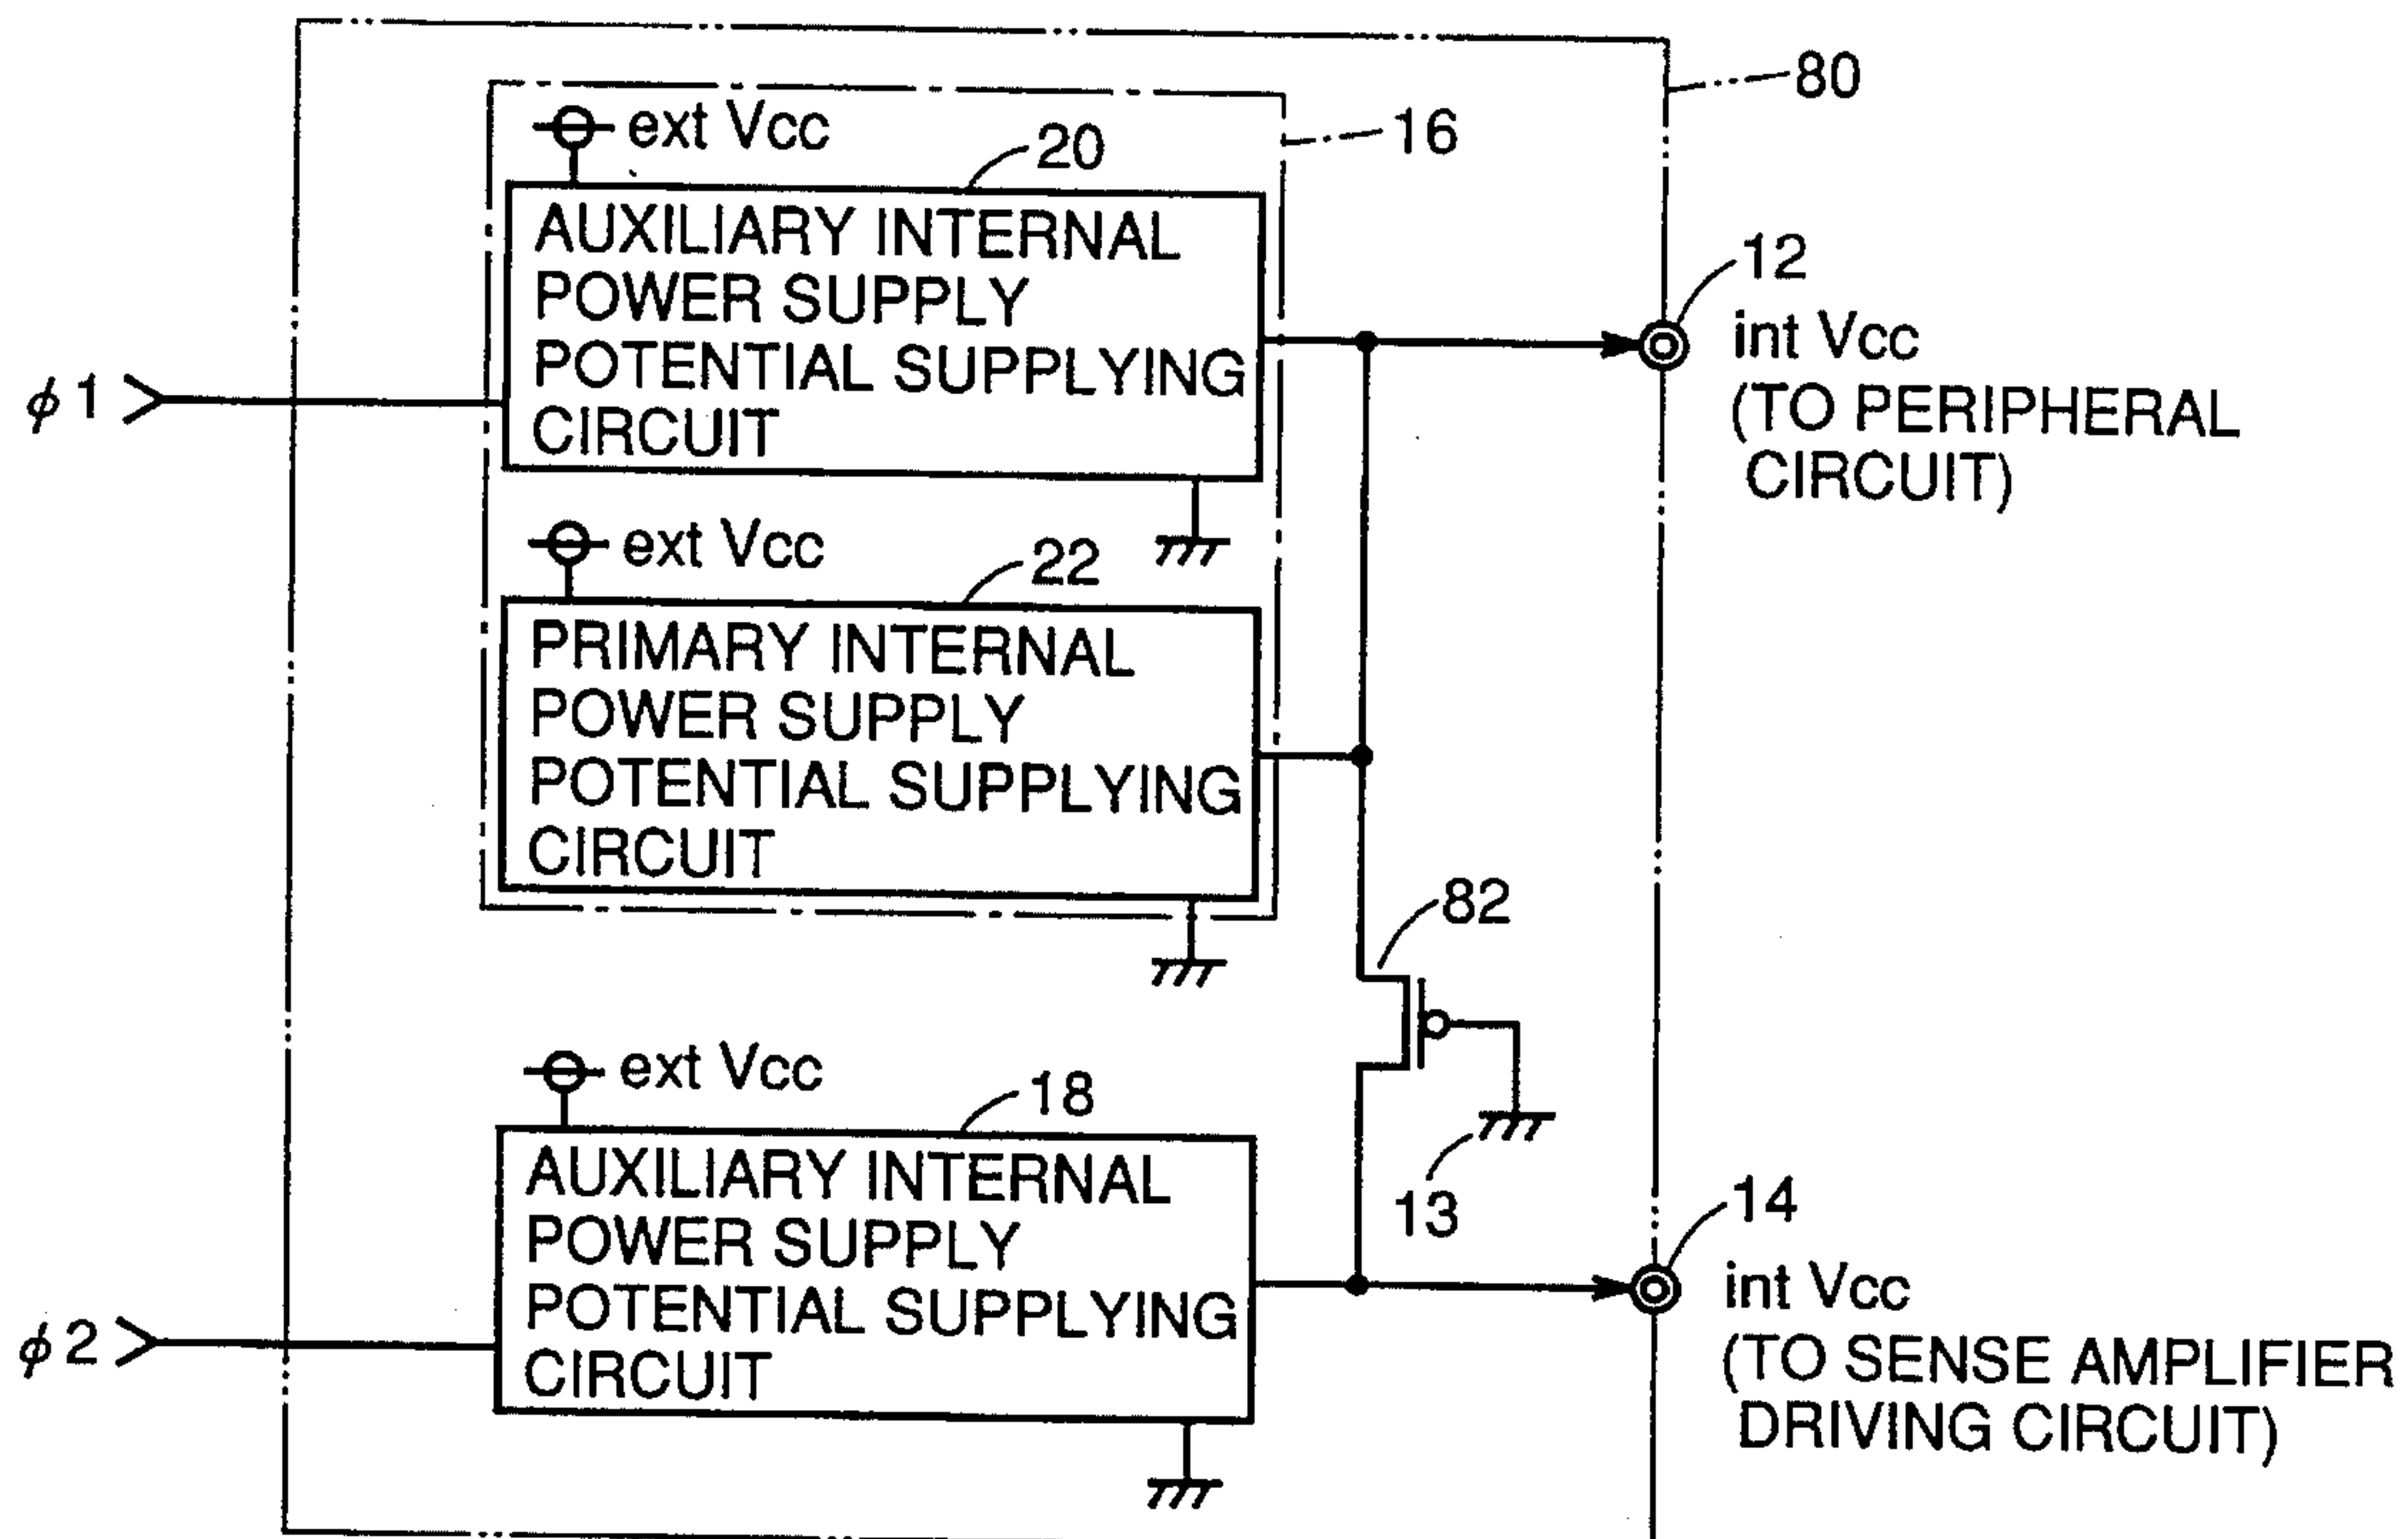 80
ext Vcc
16
20
AUXILIARY INTERNAL
POWER SUPPLY
POTENTIAL SUPPLYING
CIRCUIT
12
int Vcc
(TO PERIPHERAL
CIRCUIT)
ϕ1
ext Vcc
22
PRIMARY INTERNAL
POWER SUPPLY
POTENTIAL SUPPLYING
CIRCUIT
82
ext Vcc
18
AUXILIARY INTERNAL
POWER SUPPLY
POTENTIAL SUPPLYING
CIRCUIT
13
14
int Vcc
(TO SENSE AMPLIFIER
DRIVING CIRCUIT)
ϕ2